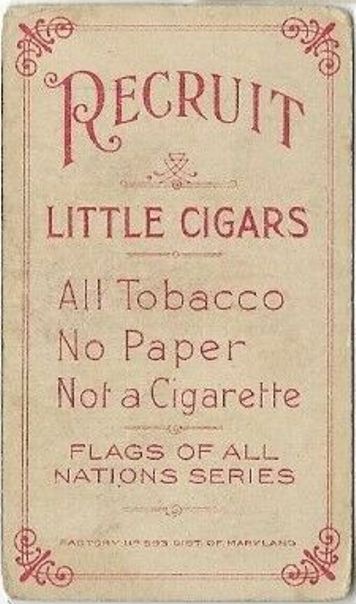 RECRUIT
LITTLE CIGARS
All Tobacco
No Paper
Not a Cigarette
FLAGS OF ALL
NATIONS SERIES
FACTORY Nº 593 DIST. OF MARYLAND